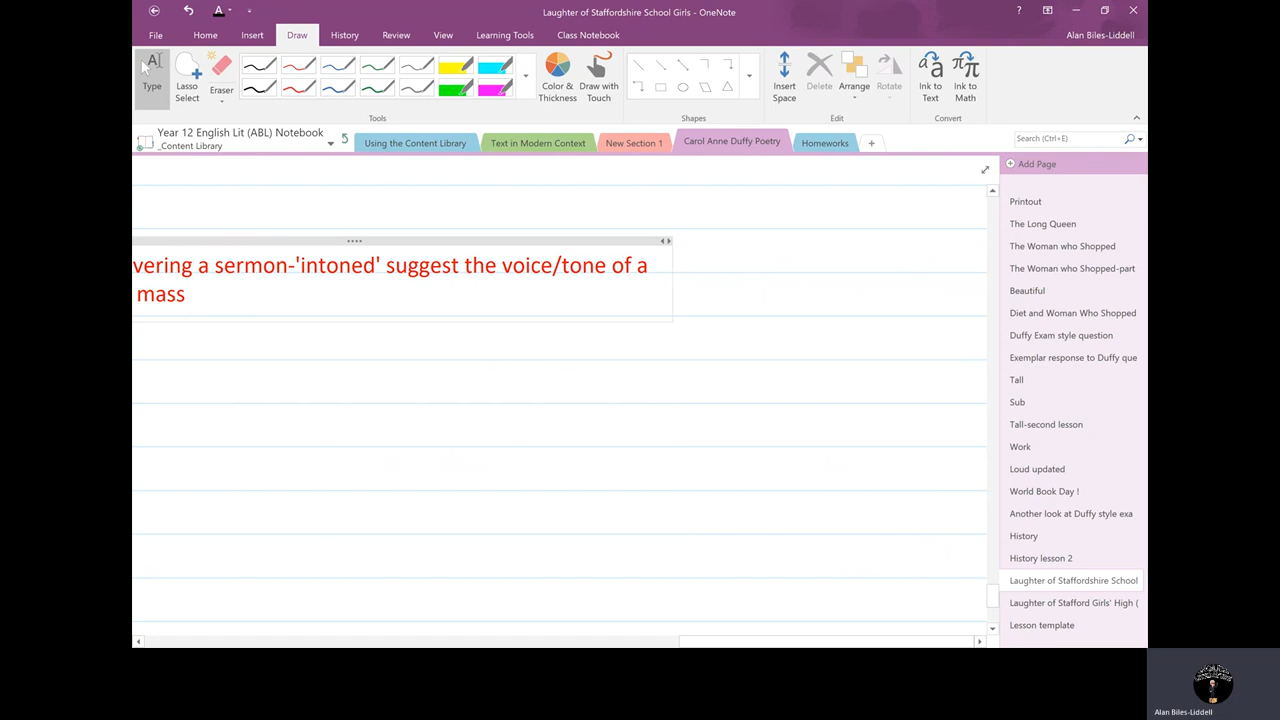 Laughter of Staffordshire School Girls - OneNote
File Home Insert Draw History Review View Learning Tools Class Notebook Alan Biles-Liddell
Type
Lasso Select
Eraser
Color & Thickness
Draw with Touch
Insert Space
Delete
Arrange
Rotate
Ink to Text
Ink to Math
Tools Shapes Edit Convert
Year 12 English Lit (ABL) Notebook
_Content Library
Using the Content Library Text in Modern Context New Section 1 Carol Anne Duffy Poetry Homeworks
Search (Ctrl+E)
Add Page
vering a sermon-'intoned' suggest the voice/tone of a
mass
Printout
The Long Queen
The Woman who Shopped
The Woman who Shopped-part
Beautiful
Diet and Woman Who Shopped
Duffy Exam style question
Exemplar response to Duffy que
Tall
Sub
Tall-second lesson
Work
Loud updated
World Book Day !
Another look at Duffy style exa
History
History lesson 2
Laughter of Staffordshire School
Laughter of Stafford Girls' High (
Lesson template
Alan Biles-Liddell